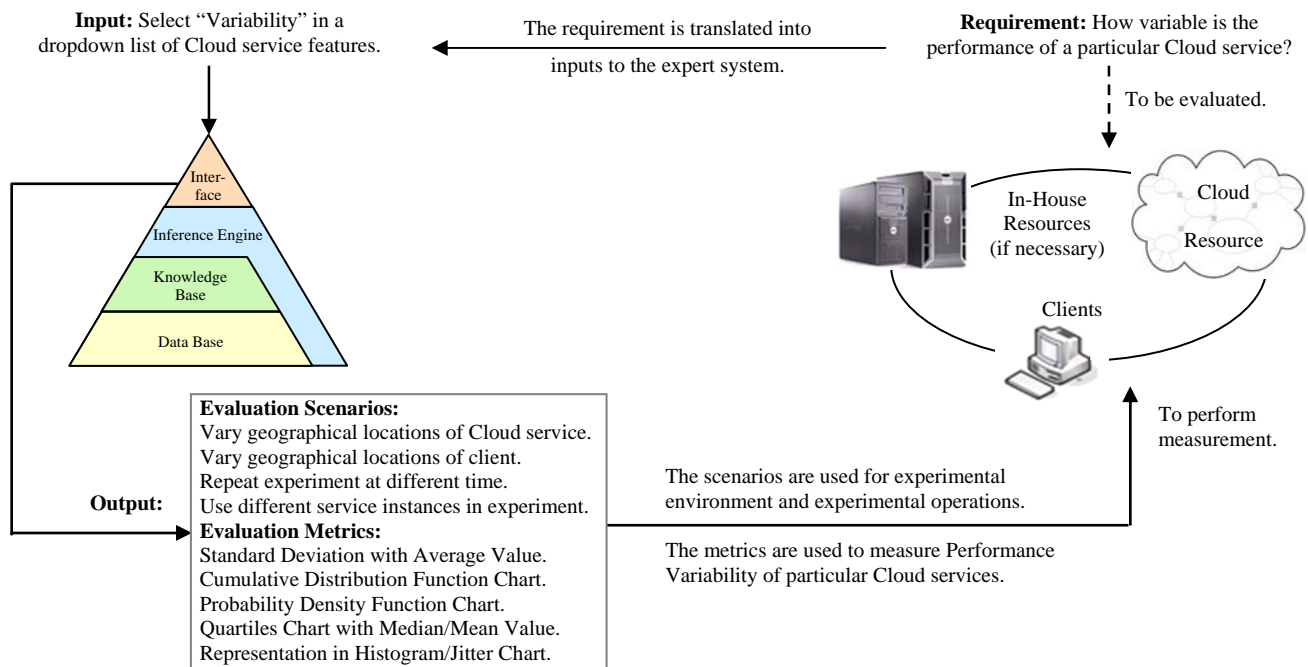 Input: Select “Variability” in a
dropdown list of Cloud service features.
The requirement is translated into
inputs to the expert system.
Requirement: How variable is the
performance of a particular Cloud service?
To be evaluated.
Inter-
face
Inference Engine
Knowledge
Base
Data Base
In-House
Resources
(if necessary)
Cloud
Resource
Clients
To perform
measurement.
Output:
Evaluation Scenarios:
Vary geographical locations of Cloud service.
Vary geographical locations of client.
Repeat experiment at different time.
Use different service instances in experiment.
Evaluation Metrics:
Standard Deviation with Average Value.
Cumulative Distribution Function Chart.
Probability Density Function Chart.
Quartiles Chart with Median/Mean Value.
Representation in Histogram/Jitter Chart.
The scenarios are used for experimental
environment and experimental operations.
The metrics are used to measure Performance
Variability of particular Cloud services.